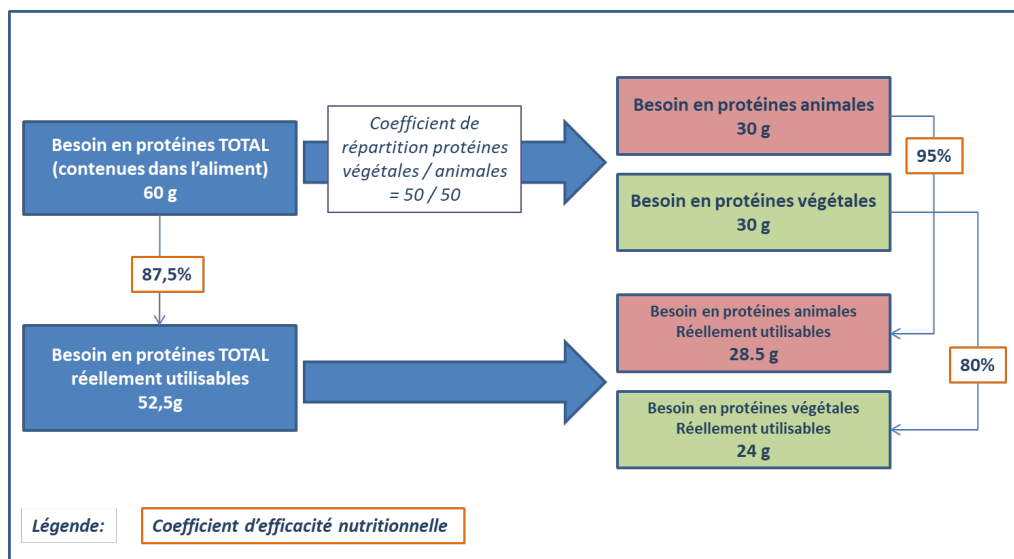 Besoin en protéines TOTAL
(contenues dans l'aliment)
60 g
Coefficient de
répartition protéines
végétales / animales
= 50 / 50
Besoin en protéines animales
30 g
95%
Besoin en protéines végétales
30 g
87,5%
Besoin en protéines TOTAL
réellement utilisables
52,5g
Besoin en protéines animales
Réellement utilisables
28.5 g
80%
Besoin en protéines végétales
Réellement utilisables
24 g
Légende:
Coefficient d'efficacité nutritionnelle